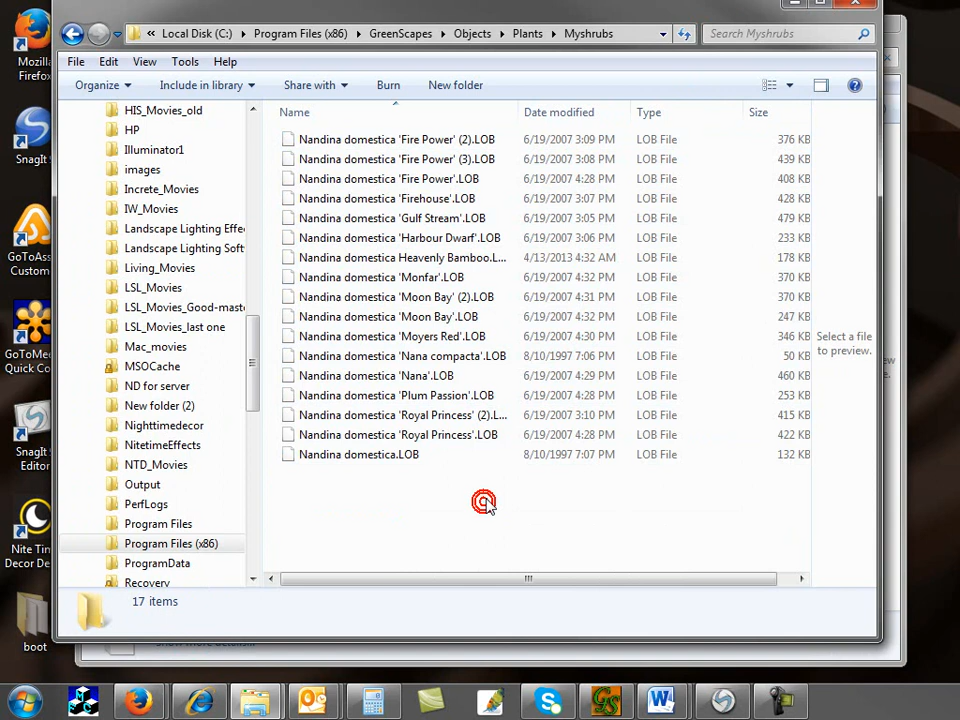 Mozilla
Firefox
SnagIt
GoToAss
Custom
GoToMee
Quick Co
SnagIt
Editor
Nite Tin
Decor De
boot
« Local Disk (C:) Program Files (x86) GreenScapes Objects Plants Myshrubs Search Myshrubs
File Edit View Tools Help
Organize Include in library Share with Burn New folder
HIS_Movies_old
HP
Illuminator1
images
Increte_Movies
IW_Movies
Landscape Lighting Effe
Landscape Lighting Soft
Living_Movies
LSL_Movies
LSL_Movies_Good-maste
LSL_Movies_last one
Mac_movies
MSOCache
ND for server
New folder (2)
Nighttimedecor
NitetimeEffects
NTD_Movies
Output
PerfLogs
Program Files
Program Files (x86)
ProgramData
Recovery
Name Date modified Type Size
Nandina domestica 'Fire Power' (2).LOB 6/19/2007 3:09 PM LOB File 376 KB
Nandina domestica 'Fire Power' (3).LOB 6/19/2007 3:08 PM LOB File 439 KB
Nandina domestica 'Fire Power'.LOB 6/19/2007 4:28 PM LOB File 408 KB
Nandina domestica 'Firehouse'.LOB 6/19/2007 3:07 PM LOB File 428 KB
Nandina domestica 'Gulf Stream'.LOB 6/19/2007 3:05 PM LOB File 479 KB
Nandina domestica 'Harbour Dwarf'.LOB 6/19/2007 3:06 PM LOB File 233 KB
Nandina domestica Heavenly Bamboo.L... 4/13/2013 4:32 AM LOB File 178 KB
Nandina domestica 'Monfar'.LOB 6/19/2007 4:32 PM LOB File 370 KB
Nandina domestica 'Moon Bay' (2).LOB 6/19/2007 4:31 PM LOB File 370 KB
Nandina domestica 'Moon Bay'.LOB 6/19/2007 4:32 PM LOB File 247 KB
Nandina domestica 'Moyers Red'.LOB 6/19/2007 4:30 PM LOB File 346 KB
Nandina domestica 'Nana compacta'.LOB 8/10/1997 7:06 PM LOB File 50 KB
Nandina domestica 'Nana'.LOB 6/19/2007 4:29 PM LOB File 460 KB
Nandina domestica 'Plum Passion'.LOB 6/19/2007 4:28 PM LOB File 253 KB
Nandina domestica 'Royal Princess' (2).L... 6/19/2007 3:10 PM LOB File 415 KB
Nandina domestica 'Royal Princess'.LOB 6/19/2007 4:28 PM LOB File 422 KB
Nandina domestica.LOB 8/10/1997 7:07 PM LOB File 132 KB
Select a file
to preview.
17 items